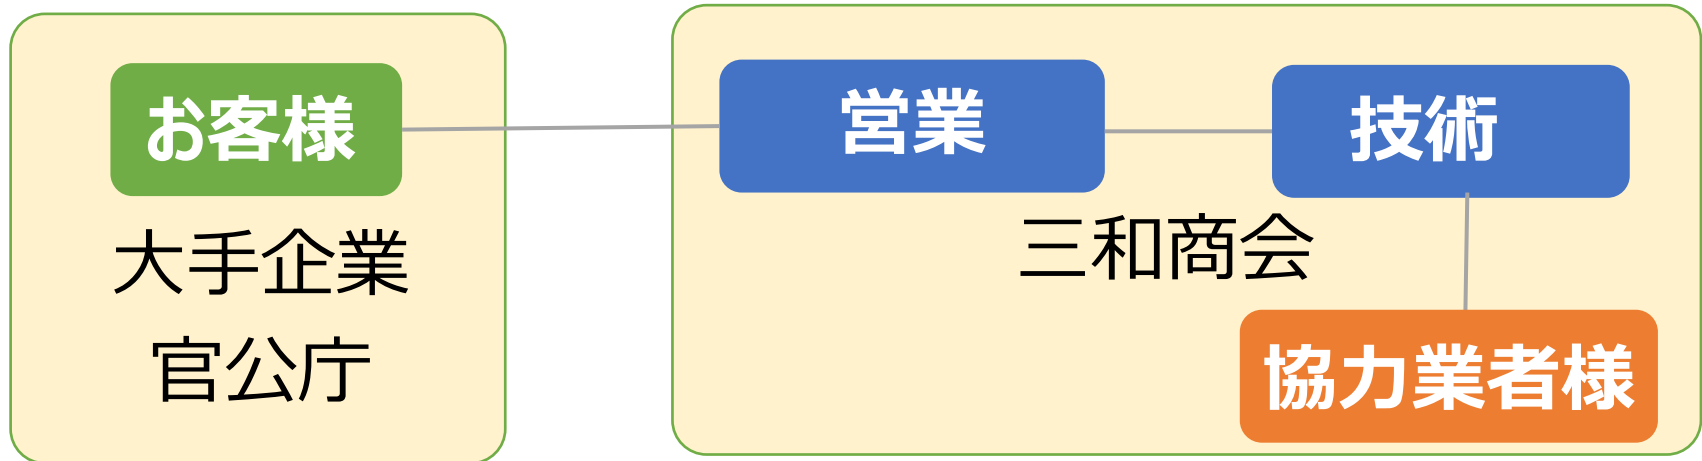 お客様
大手企業
官公庁
営業
技術
三和商会
協力業者様